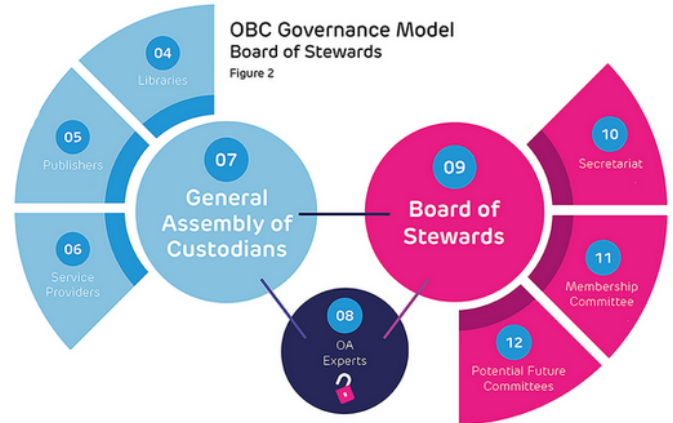 OBC Governance Model
Board of Stewards
Figure 2
04
Libraries
05
Publishers
06
Service
Providers
07
General
Assembly of
Custodians
08
OA
Experts
09
Board of
Stewards
10
Secretariat
11
Membership
Committee
12
Potential Future
Committees